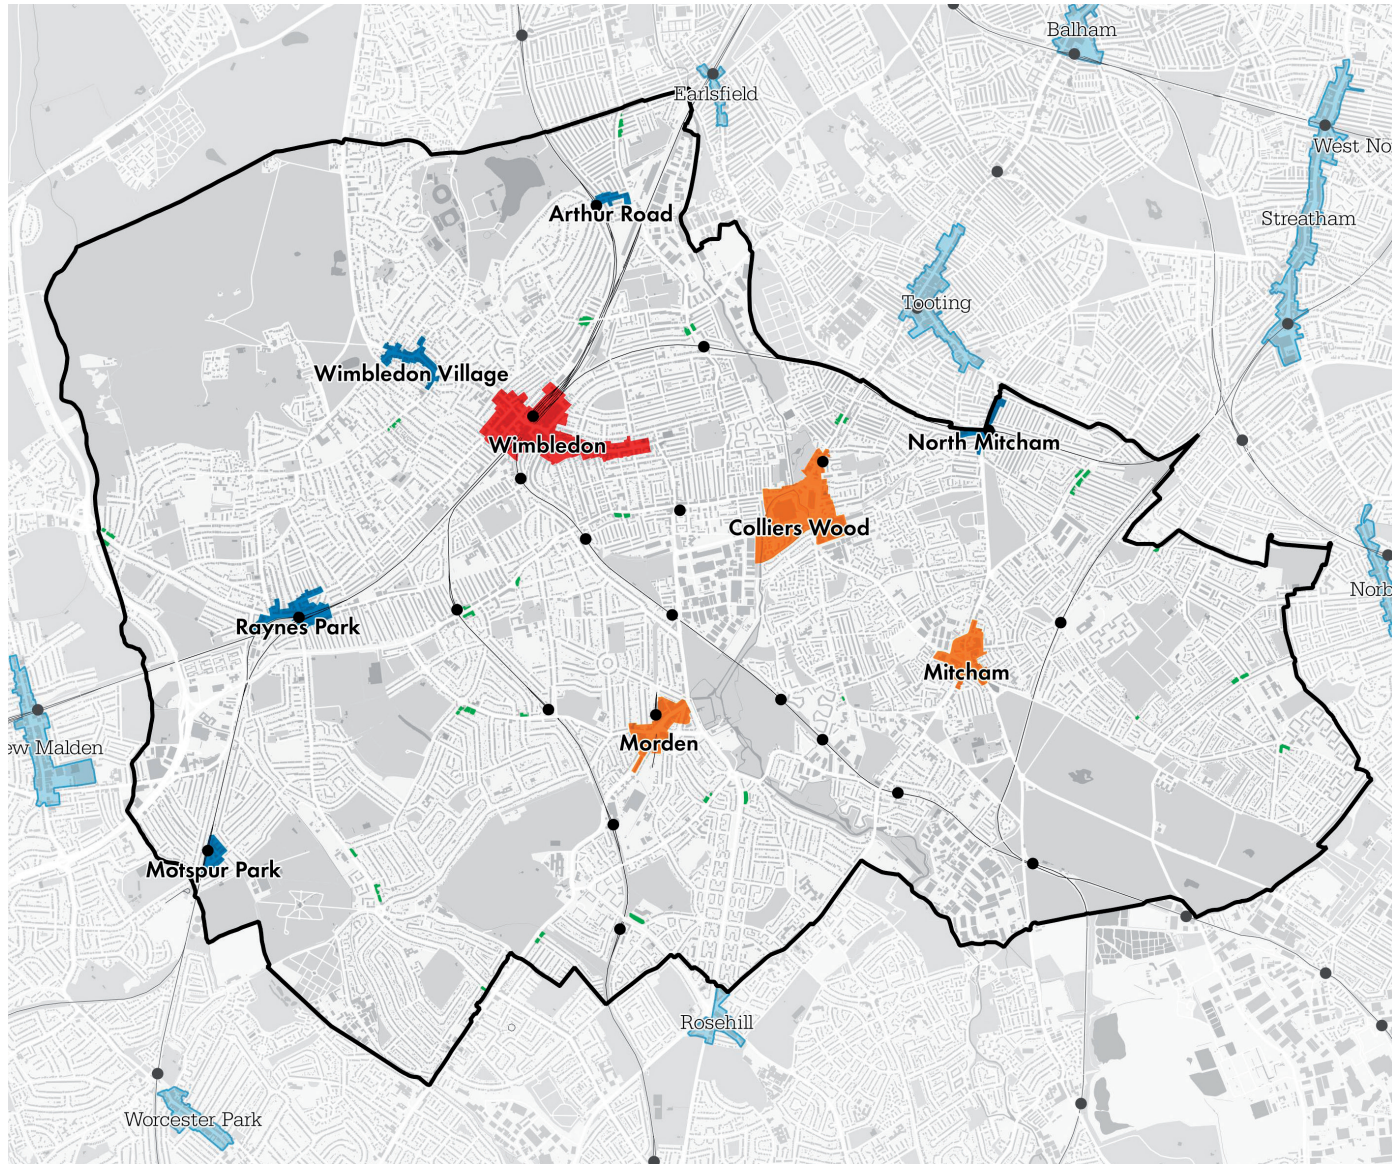 Balham
Earlsfield
West No
Arthur Road
Streatham
Tooting
Wimbledon Village
Wimbledon
North Mitcham
Colliers Wood
Norb
Raynes Park
Mitcham
Morden
ew Malden
Motspur Park
Rosehill
Worcester Park